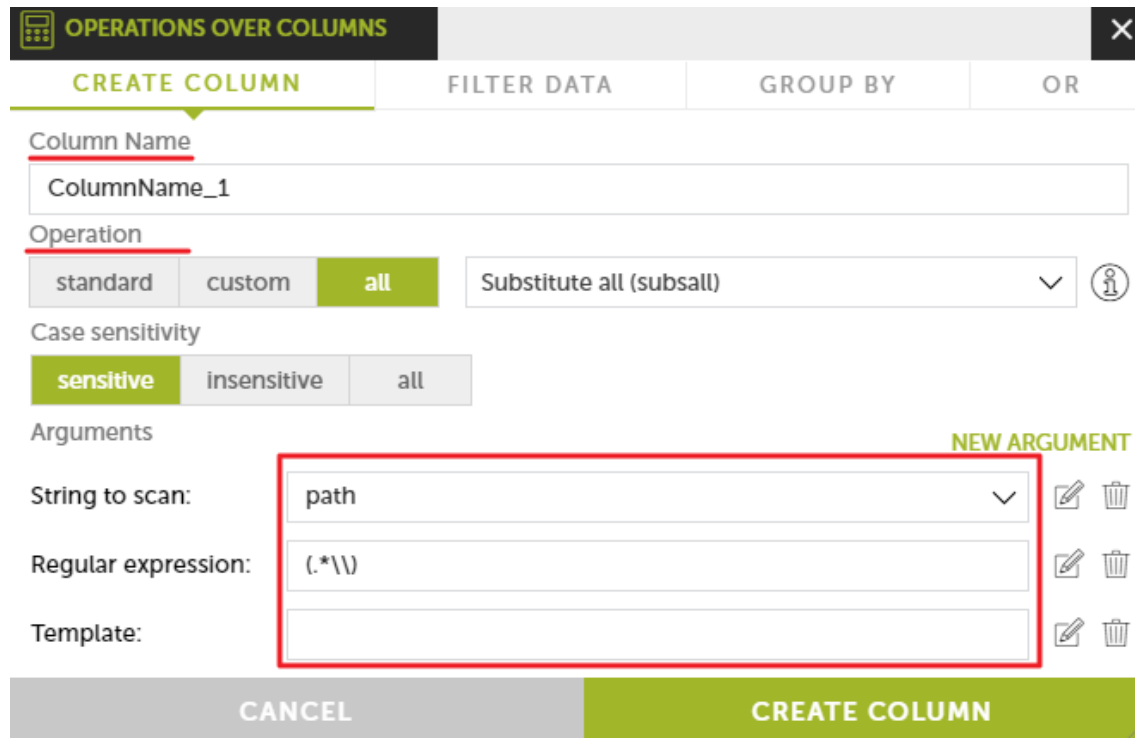 OPERATIONS OVER COLUMNS
CREATE COLUMN FILTER DATA GROUP BY OR
Column Name
ColumnName_1
Operation
standard custom all Substitute all (subsall)
Case sensitivity
sensitive insensitive all
Arguments
NEW ARGUMENT
String to scan: path
Regular expression: (.*\\)
Template:
CANCEL CREATE COLUMN